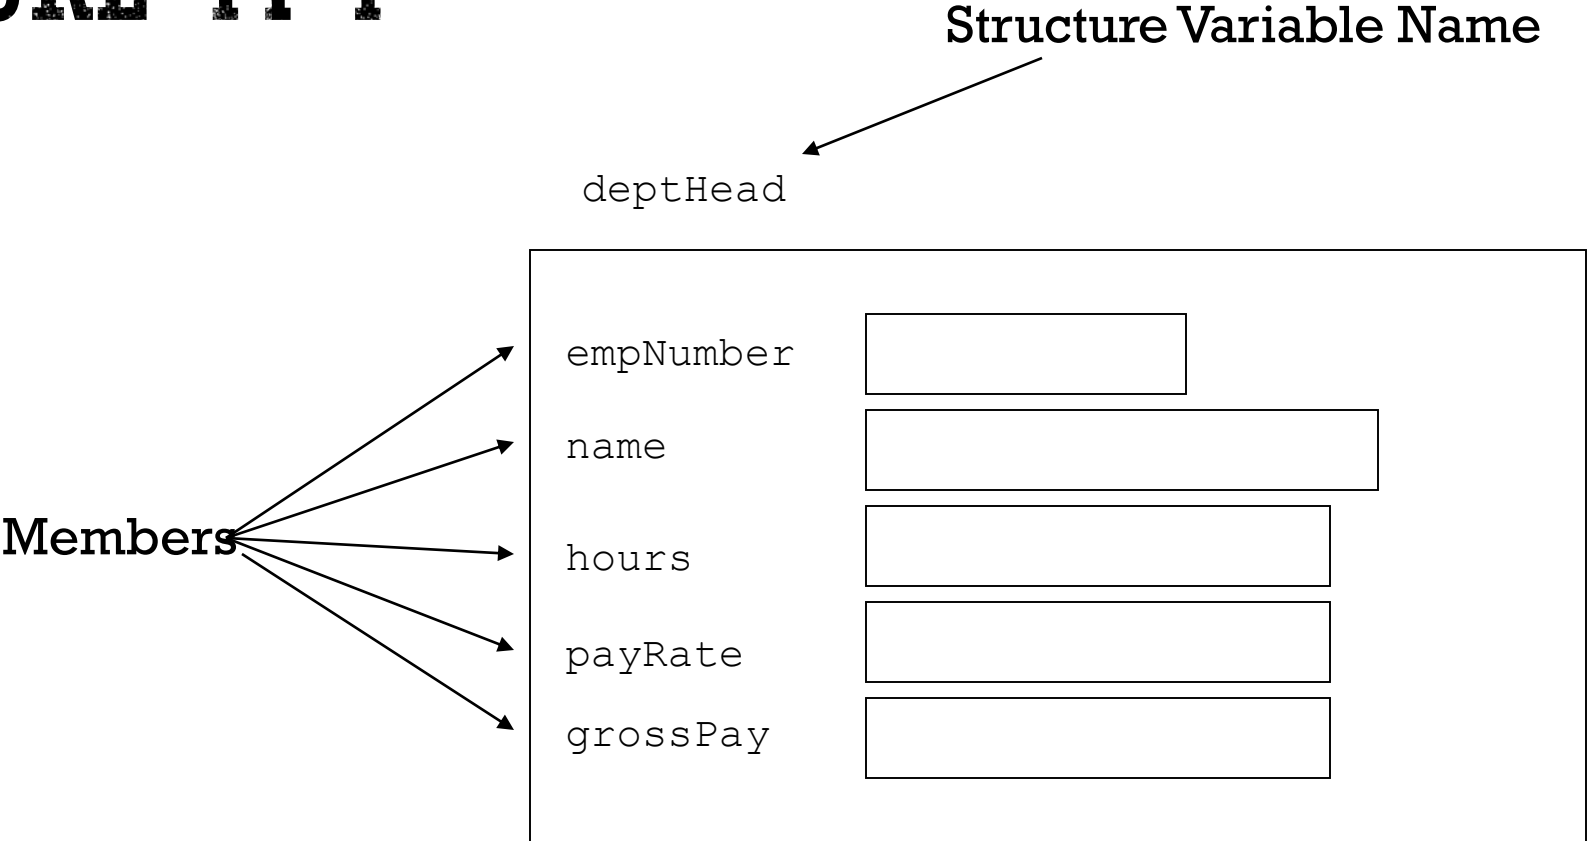 Structure Variable Name
deptHead
empNumber
name
Members
hours
payRate
grossPay